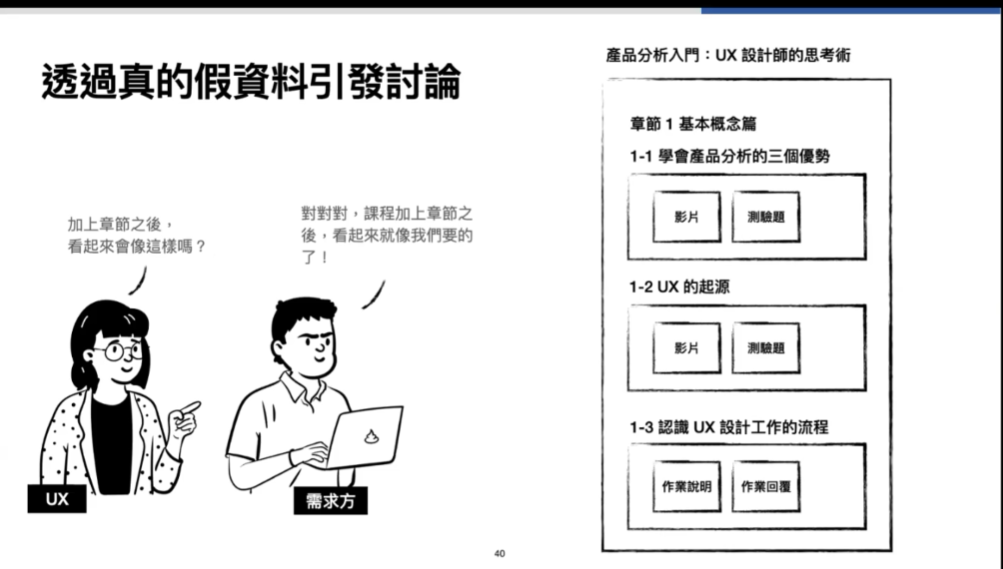 透過真的假資料引發討論
加上章節之後，
看起來會像這樣嗎？
對對對，課程加上章節之
後，看起來就像我們要的
了！
UX
需求方
產品分析入門：UX 設計師的思考術
章節 1 基本概念篇
1-1 學會產品分析的三個優勢
影片
測驗題
1-2 UX 的起源
影片
測驗題
1-3 認識 UX 設計工作的流程
作業說明
作業回覆
40